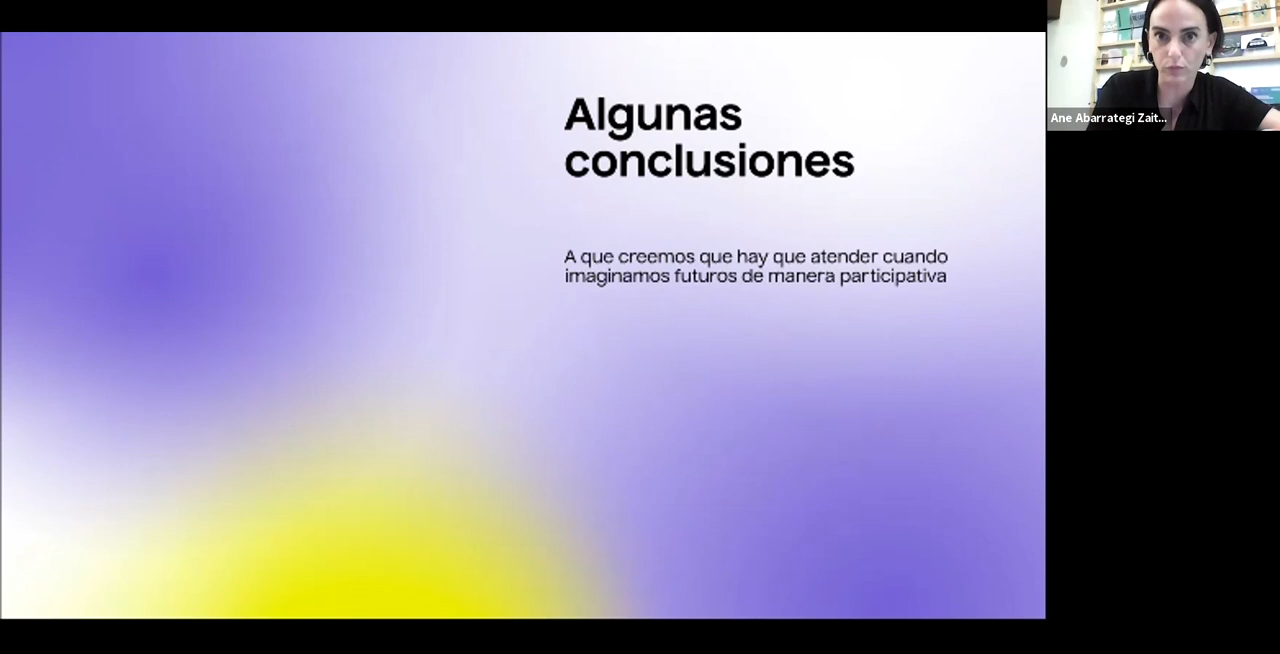 Algunas
conclusiones
A que creemos que hay que atender cuando
imaginamos futuros de manera participativa
Ane Abarrategi Zait...